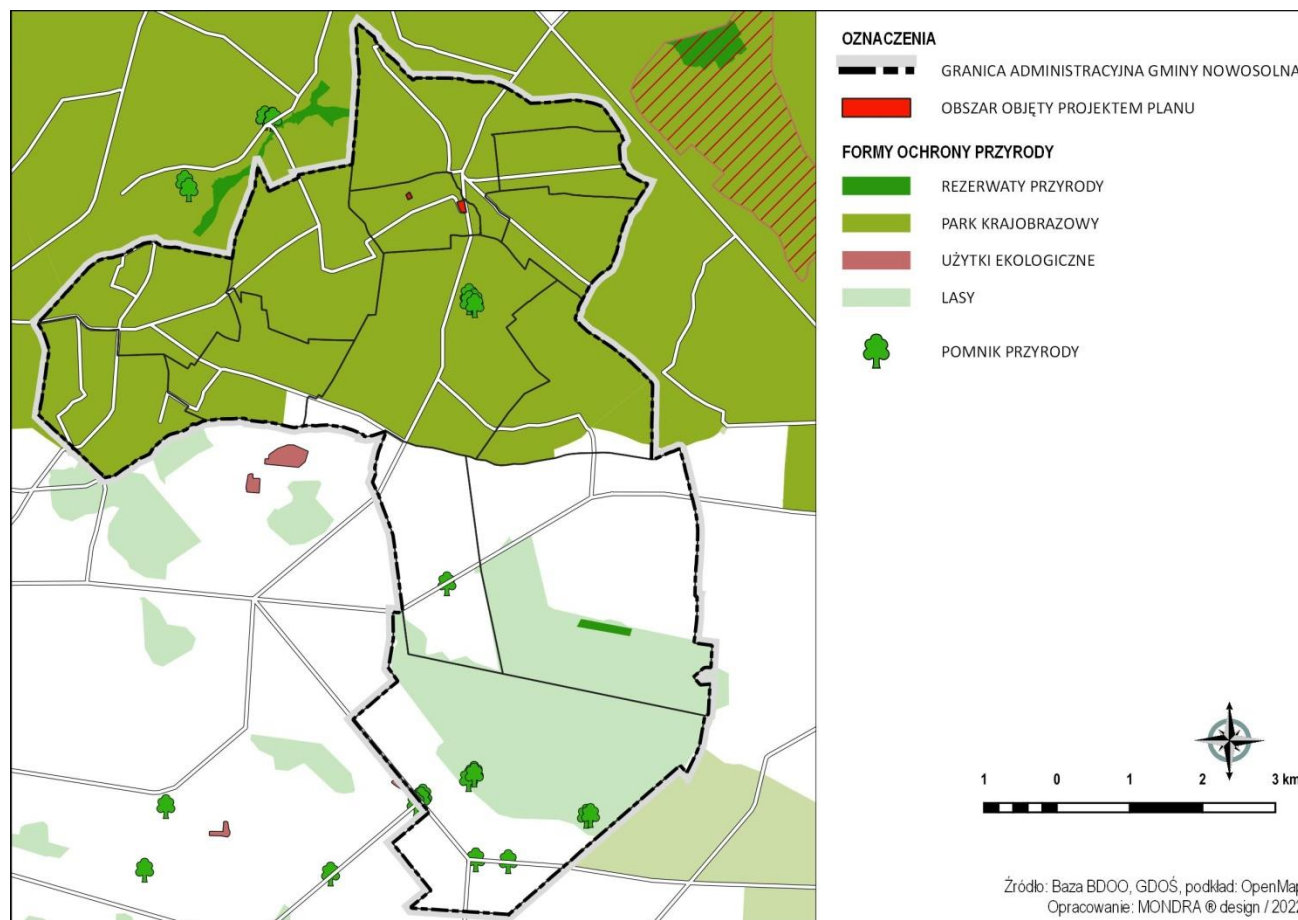 OZNACZENIA
GRANICA ADMINISTRACYJNA GMINY NOWOSOLNA
OBSZAR OBJĘTY PROJEKTEM PLANU
FORMY OCHRONY PRZYRODY
REZERWATY PRZYRODY
PARK KRAJOBRAZOWY
UŻYTKI EKOLOGICZNE
LASY
POMNIK PRZYRODY
1 0 1 2 3 km
Źródło: Baza BDOO, GDOŚ, podkład: OpenMap
Opracowanie: MONDRA ® design / 2022